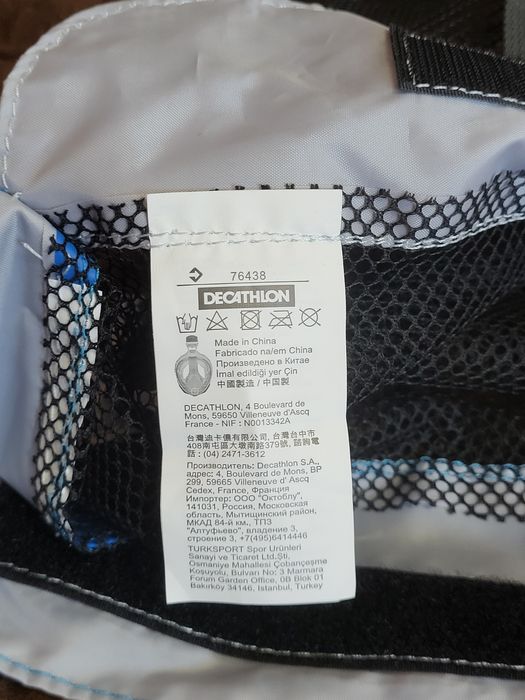 76438
DECATHLON
Made in China
Fabricado na/em China
Произведено в Китае
İmal edildiği yer Çin
中國製造 / 中国製
DECATHLON, 4 Boulevard de
Mons, 59650 Villeneuve d'Ascq
France - NIF : N0013342A
台灣迪卡儂有限公司, 台灣台中市
408南屯區大墩南路379號, 諮詢電
話 : (04) 2471-3612
Производитель: Decathlon S.A.,
адрес: 4, Boulevard de Mons, BP
299, 59665 Villeneuve d' Ascq
Cedex, France, Франция
Импортер: ООО "Октоблу",
141031, Россия, Московская
область, Мытищинский район,
МКАД 84-й км., ТПЗ
"Алтуфьево", владение 3,
строение 3, +7(495)6414446
TURKSPORT Spor Ürünleri
Sanayi ve Ticaret Ltd.Şti.
Osmaniye Mahallesi Çobançeşme
Koşuyolu, Bulvarı No: 3 Marmara
Forum Garden Office, 0B Blok 01
Bakırköy 34146, Istanbul, Turkey